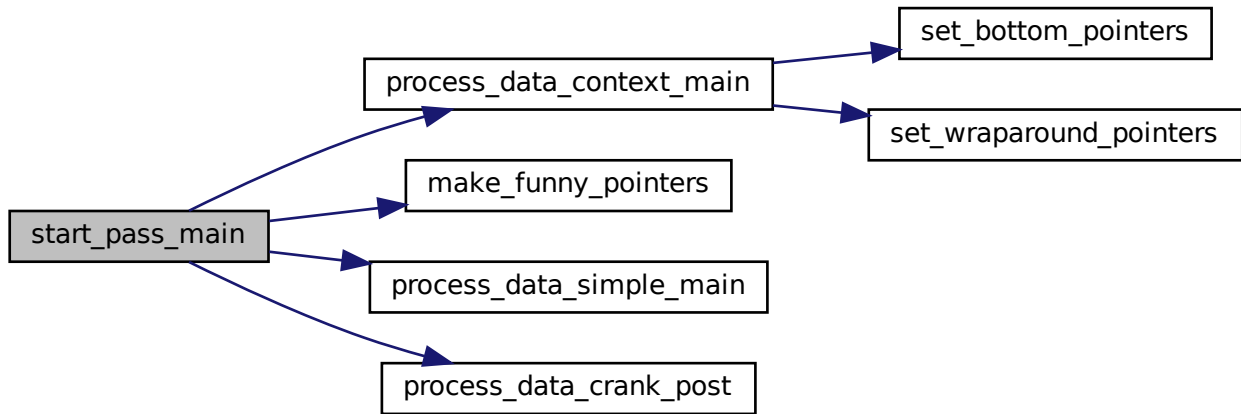 set_bottom_pointers
process_data_context_main
set_wraparound_pointers
make_funny_pointers
start_pass_main
process_data_simple_main
process_data_crank_post